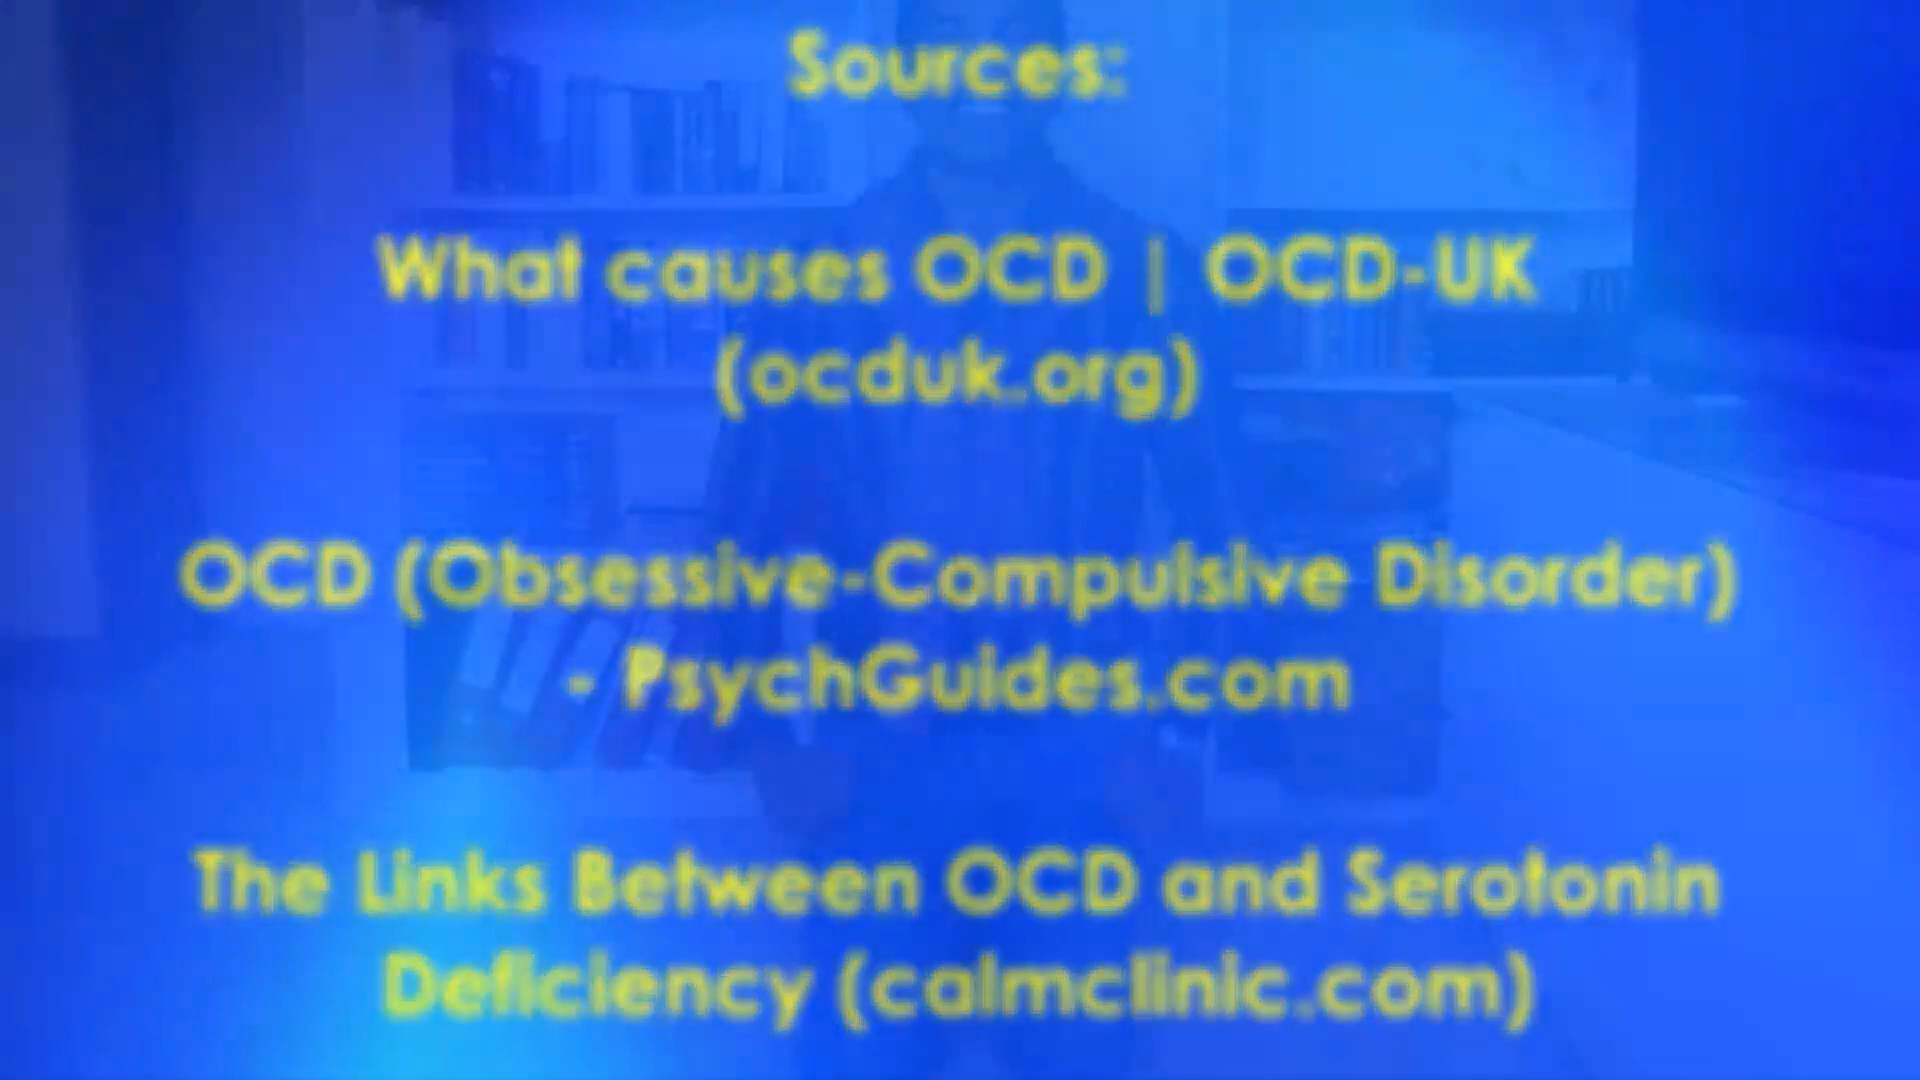 Sources:
What causes OCD | OCD-UK
(ocduk.org)
OCD (Obsessive-Compulsive Disorder)
- PsychGuides.com
The Links Between OCD and Serotonin
Deficiency (calmclinic.com)